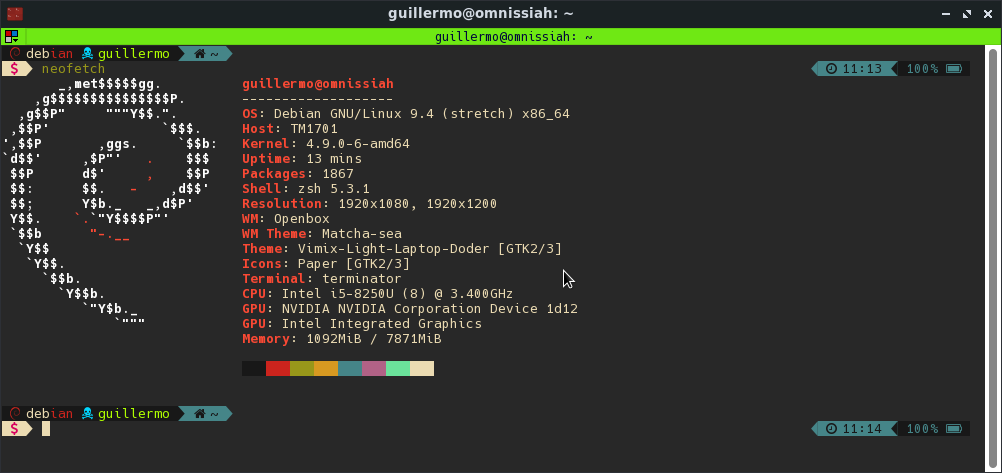 guillermo@omnissiah: ~
guillermo@omnissiah: ~
debian guillermo ~
$ neofetch 11:13 100%
_,met$$$$$gg.
,g$$$$$$$$$$$$$$$P.
,g$$P"     """Y$$.".
,$$P'              `$$$.
',$$P       ,ggs.     `$$b:
`d$$'     ,$P"'   .    $$$
$$P      d$'     ,    $$P
$$:      $$.   -    ,d$$'
$$;      Y$b._   _,d$P'
Y$$.    `.`"Y$$$$P"'
`$$b      "-.__
`Y$$
`Y$$.
`$$b.
`Y$$b.
`"Y$b._
`"""
guillermo@omnissiah
-------------------
OS: Debian GNU/Linux 9.4 (stretch) x86_64
Host: TM1701
Kernel: 4.9.0-6-amd64
Uptime: 13 mins
Packages: 1867
Shell: zsh 5.3.1
Resolution: 1920x1080, 1920x1200
WM: Openbox
WM Theme: Matcha-sea
Theme: Vimix-Light-Laptop-Doder [GTK2/3]
Icons: Paper [GTK2/3]
Terminal: terminator
CPU: Intel i5-8250U (8) @ 3.400GHz
GPU: NVIDIA NVIDIA Corporation Device 1d12
GPU: Intel Integrated Graphics
Memory: 1092MiB / 7871MiB
debian guillermo ~
$ 11:14 100%